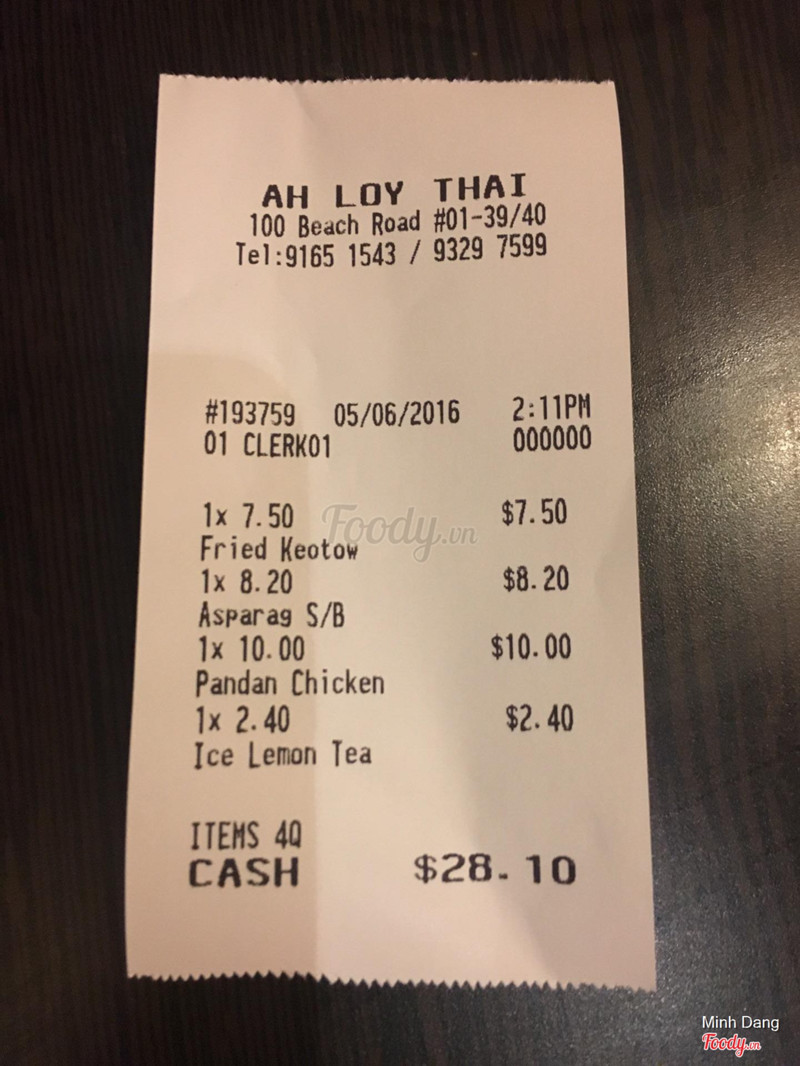 AH LOY THAI
100 Beach Road #01-39/40
Tel:9165 1543 / 9329 7599
#193759 05/06/2016 2:11PM
01 CLERK01 000000
1x 7.50 $7.50
Fried Keotow
1x 8.20 $8.20
Asparag S/B
1x 10.00 $10.00
Pandan Chicken
1x 2.40 $2.40
Ice Lemon Tea
ITEMS 4Q
CASH $28.10
Foody.vn
Minh Dang
Foody.vn